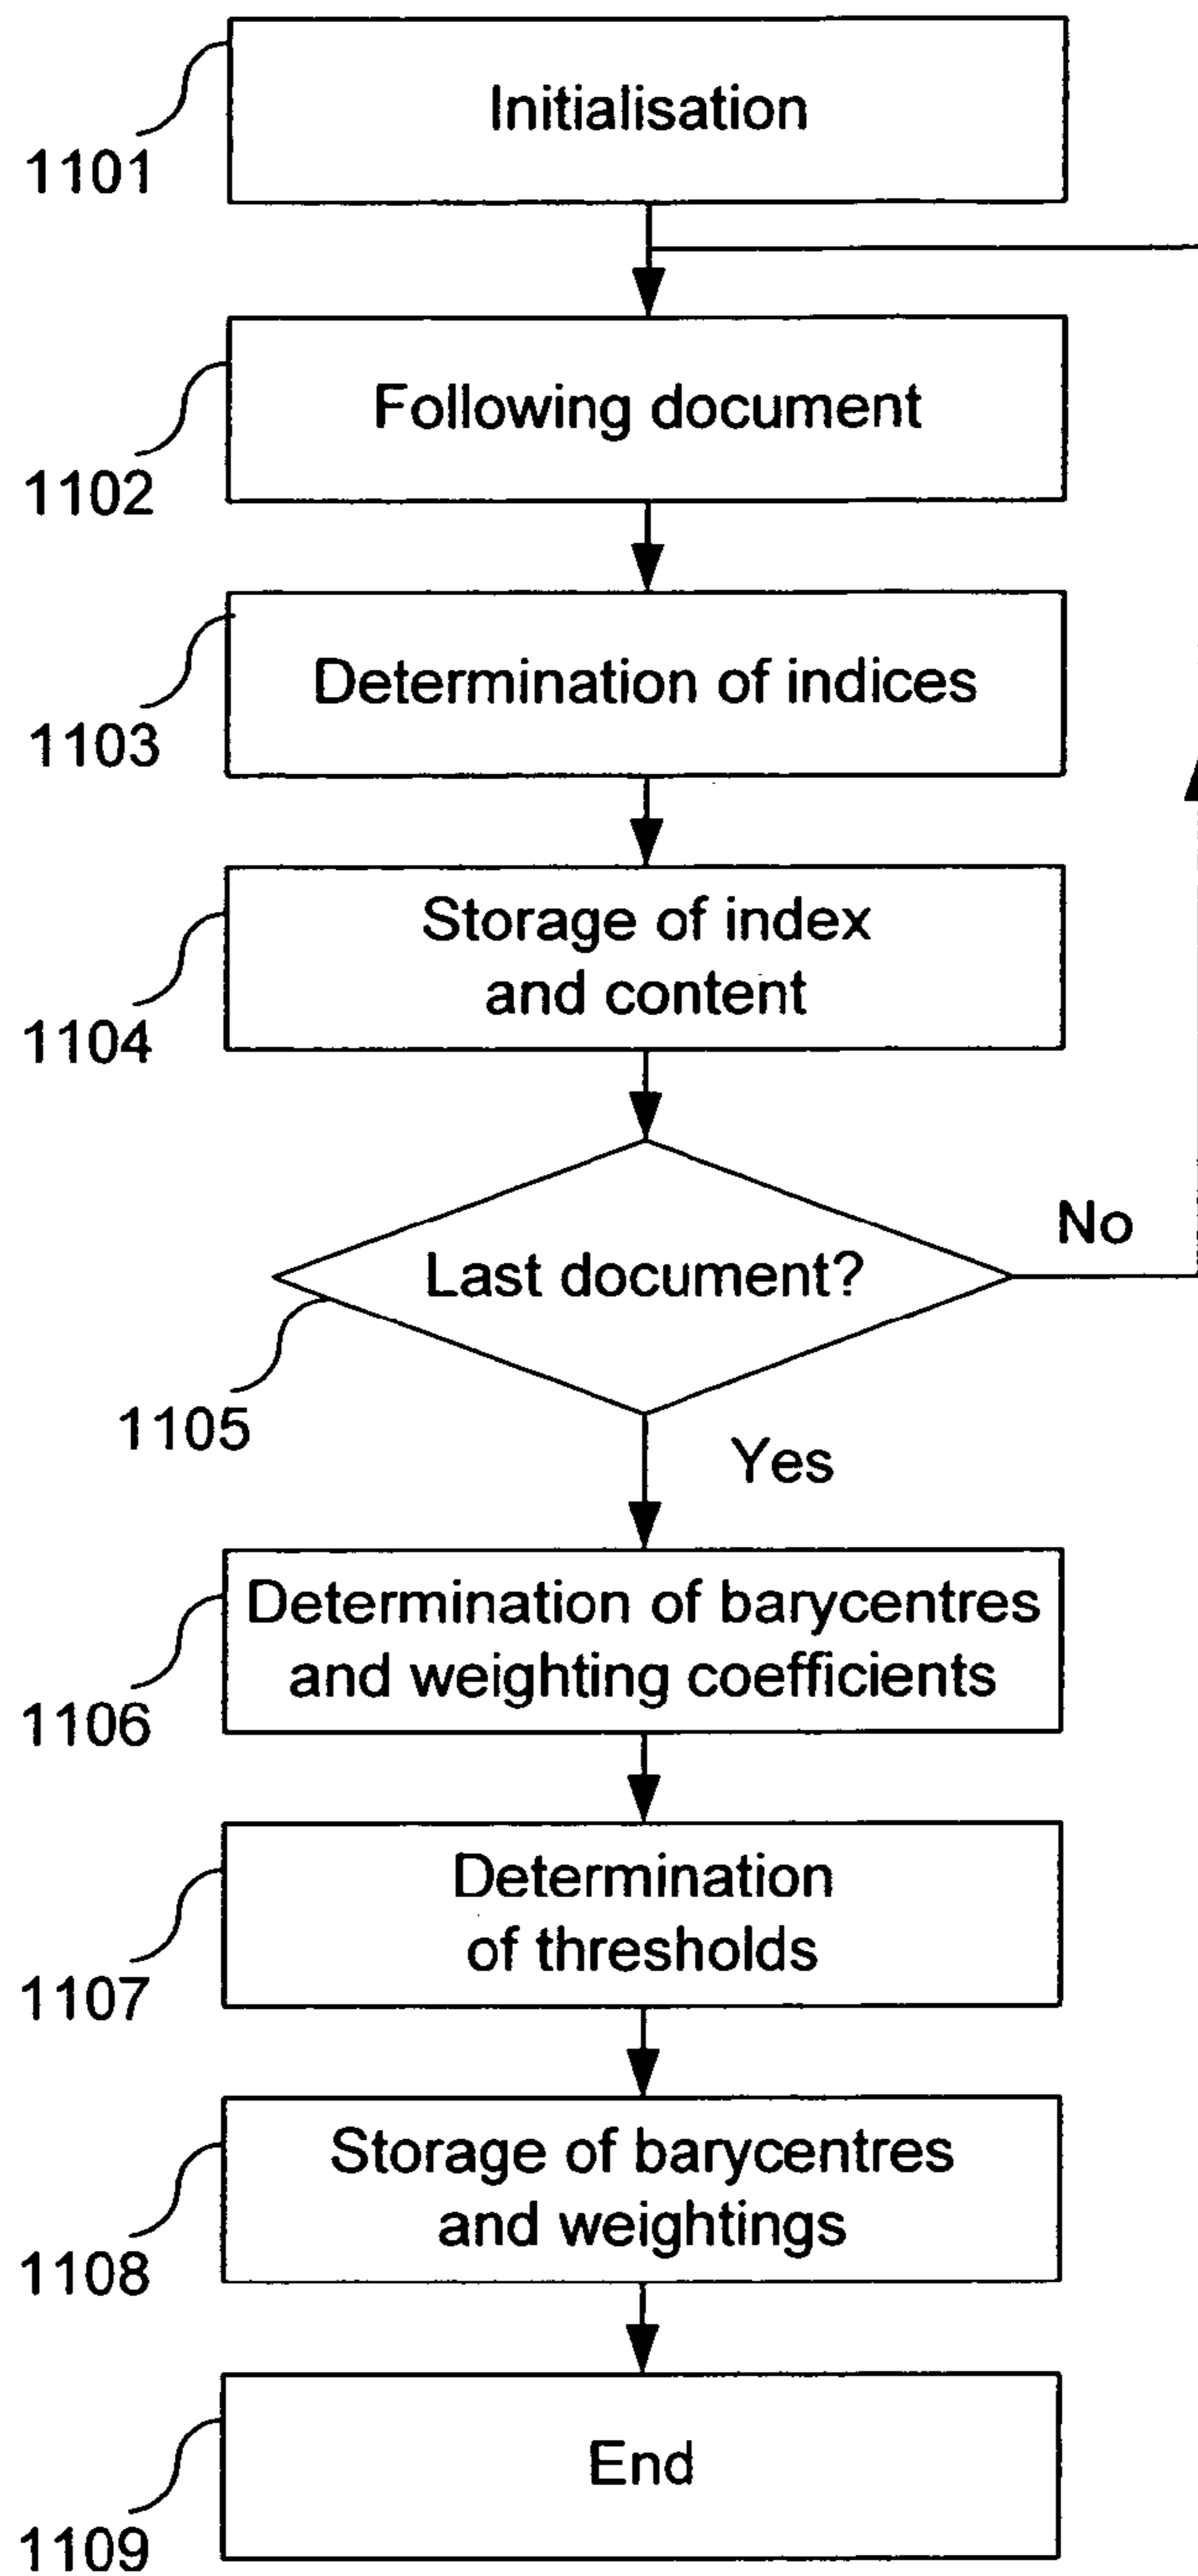 Initialisation
1101
Following document
1102
Determination of indices
1103
Storage of index
and content
1104
No
Last document?
1105
Yes
Determination of barycentres
and weighting coefficients
1106
Determination
of thresholds
1107
Storage of barycentres
and weightings
1108
End
1109